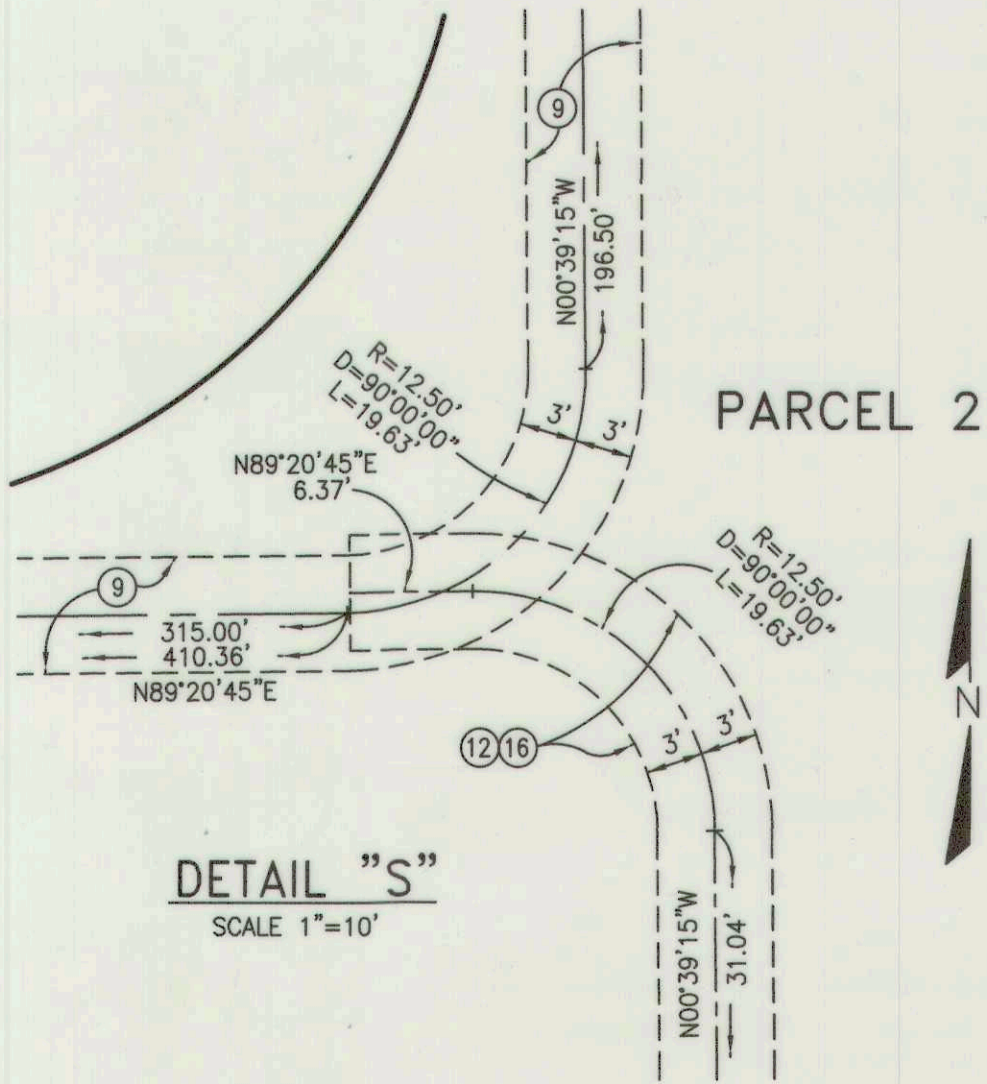 9
N00°39'15"W
196.50'
R=12.50'
D=90°00'00"
L=19.63'
3'
3'
PARCEL 2
N89°20'45"E
6.37'
R=12.50'
D=90°00'00"
L=19.63'
9
315.00'
410.36'
N89°20'45"E
12 16
3'
3'
N
DETAIL "S"
SCALE 1"=10'
N00°39'15"W
31.04'